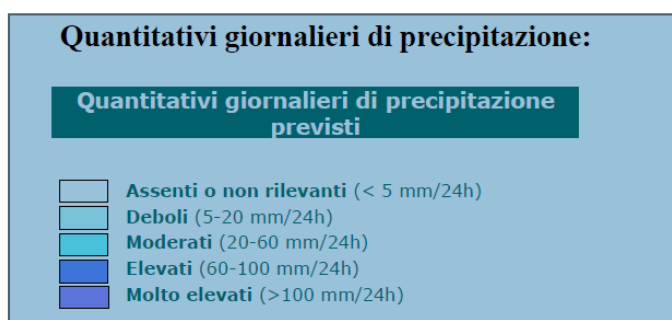 Quantitativi giornalieri di precipitazione:
Quantitativi giornalieri di precipitazione
previsti
Assenti o non rilevanti (< 5 mm/24h)
Deboli (5-20 mm/24h)
Moderati (20-60 mm/24h)
Elevati (60-100 mm/24h)
Molto elevati (>100 mm/24h)